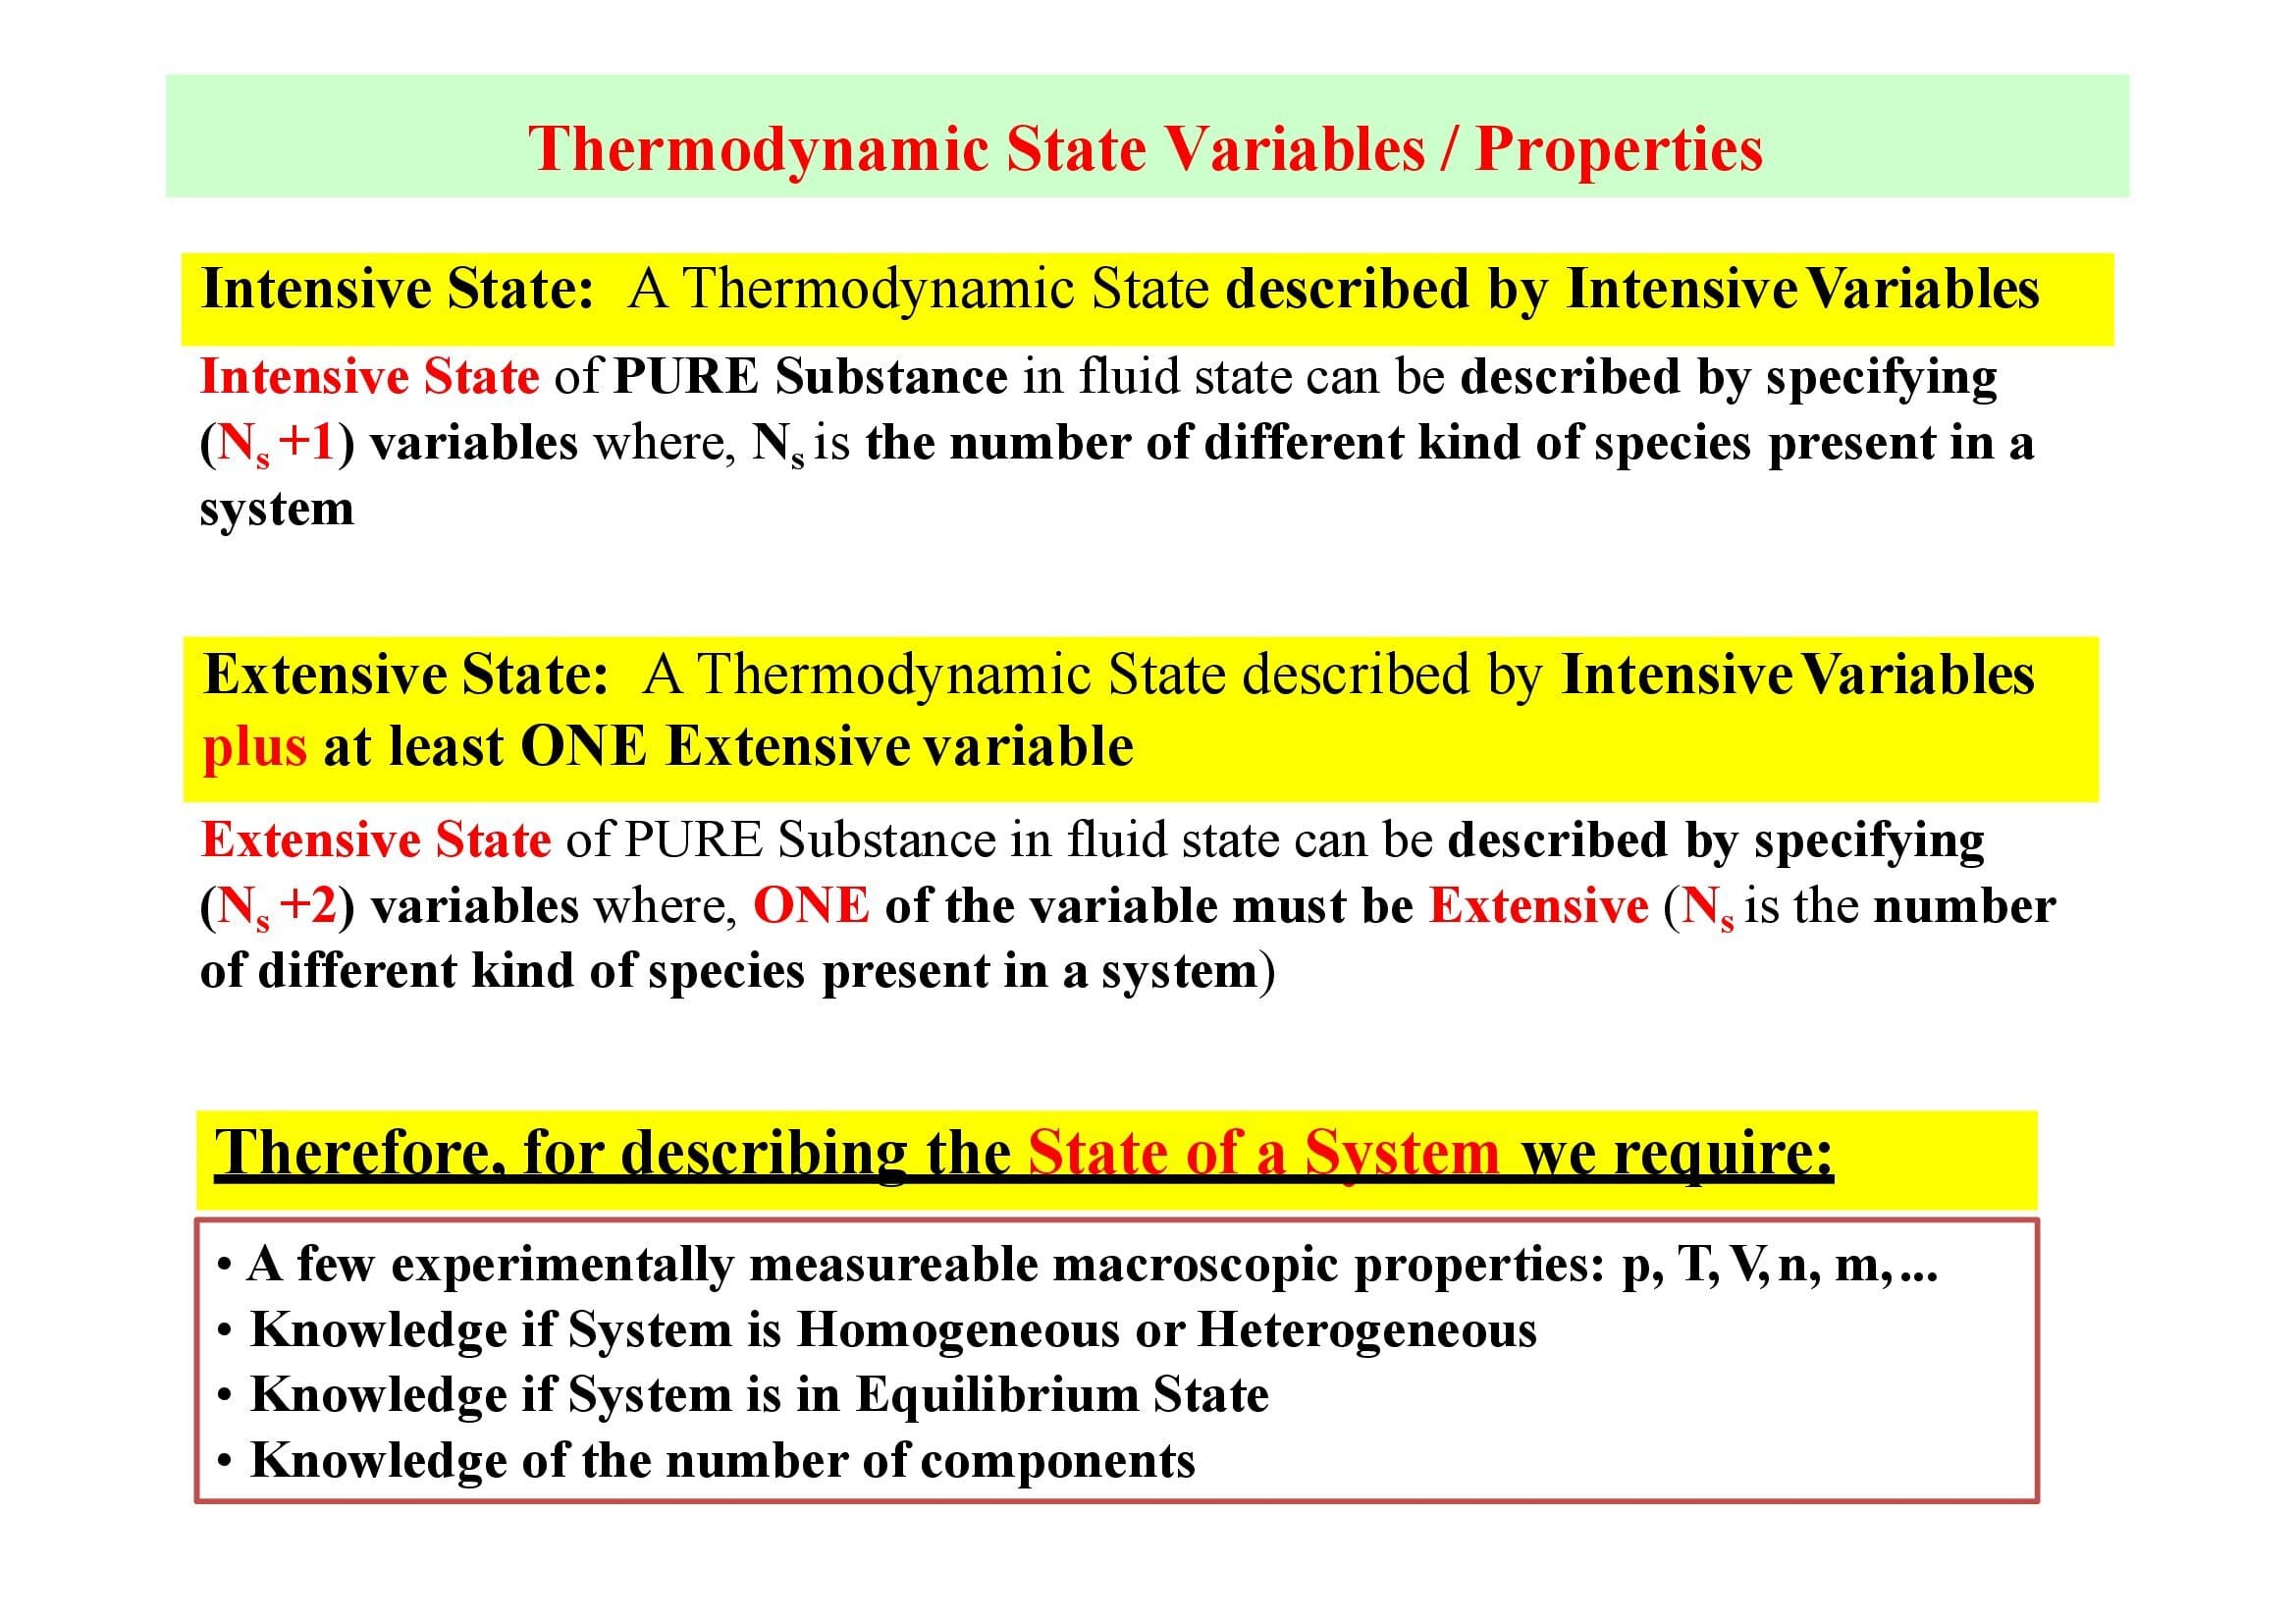 Thermodynamic State Variables / Properties
Intensive State: A Thermodynamic State described by Intensive Variables
Intensive State of PURE Substance in fluid state can be described by specifying
(Ns +1) variables where, Ns is the number of different kind of species present in a
system
Extensive State: A Thermodynamic State described by Intensive Variables
plus at least ONE Extensive variable
Extensive State of PURE Substance in fluid state can be described by specifying
(Ns +2) variables where, ONE of the variable must be Extensive (Ns is the number
of different kind of species present in a system)
Therefore, for describing the State of a System we require:
• A few experimentally measureable macroscopic properties: p, T, V, n, m, ...
• Knowledge if System is Homogeneous or Heterogeneous
• Knowledge if System is in Equilibrium State
• Knowledge of the number of components